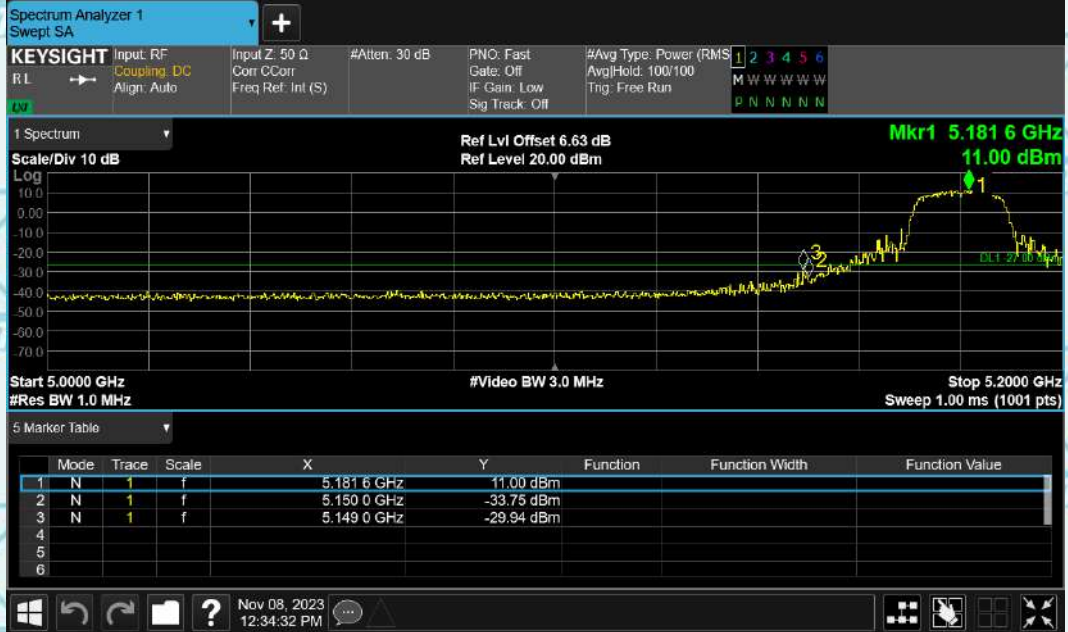 Spectrum Analyzer 1
Swept SA
+
KEYSIGHT
R L
LXI
Input: RF
Coupling: DC
Align: Auto
Input Z: 50 Ω
Corr CCorr
Freq Ref: Int (S)
#Atten: 30 dB
PNO: Fast
Gate: Off
IF Gain: Low
Sig Track: Off
#Avg Type: Power (RMS
Avg|Hold: 100/100
Trig: Free Run
1 2 3 4 5 6
M W W W W W
P N N N N N
1 Spectrum
Scale/Div 10 dB
Ref Lvl Offset 6.63 dB
Ref Level 20.00 dBm
Mkr1 5.181 6 GHz
11.00 dBm
Log
10.0
0.00
-10.0
-20.0
-30.0
-40.0
-50.0
-60.0
-70.0
1
3
2
DL1 -27.00 dBm
Start 5.0000 GHz
#Video BW 3.0 MHz
Stop 5.2000 GHz
#Res BW 1.0 MHz
Sweep 1.00 ms (1001 pts)
5 Marker Table
Mode Trace Scale X Y Function Function Width Function Value
1 N 1 f 5.181 6 GHz 11.00 dBm
2 N 1 f 5.150 0 GHz -33.75 dBm
3 N 1 f 5.149 0 GHz -29.94 dBm
4
5
6
?
Nov 08, 2023
12:34:32 PM